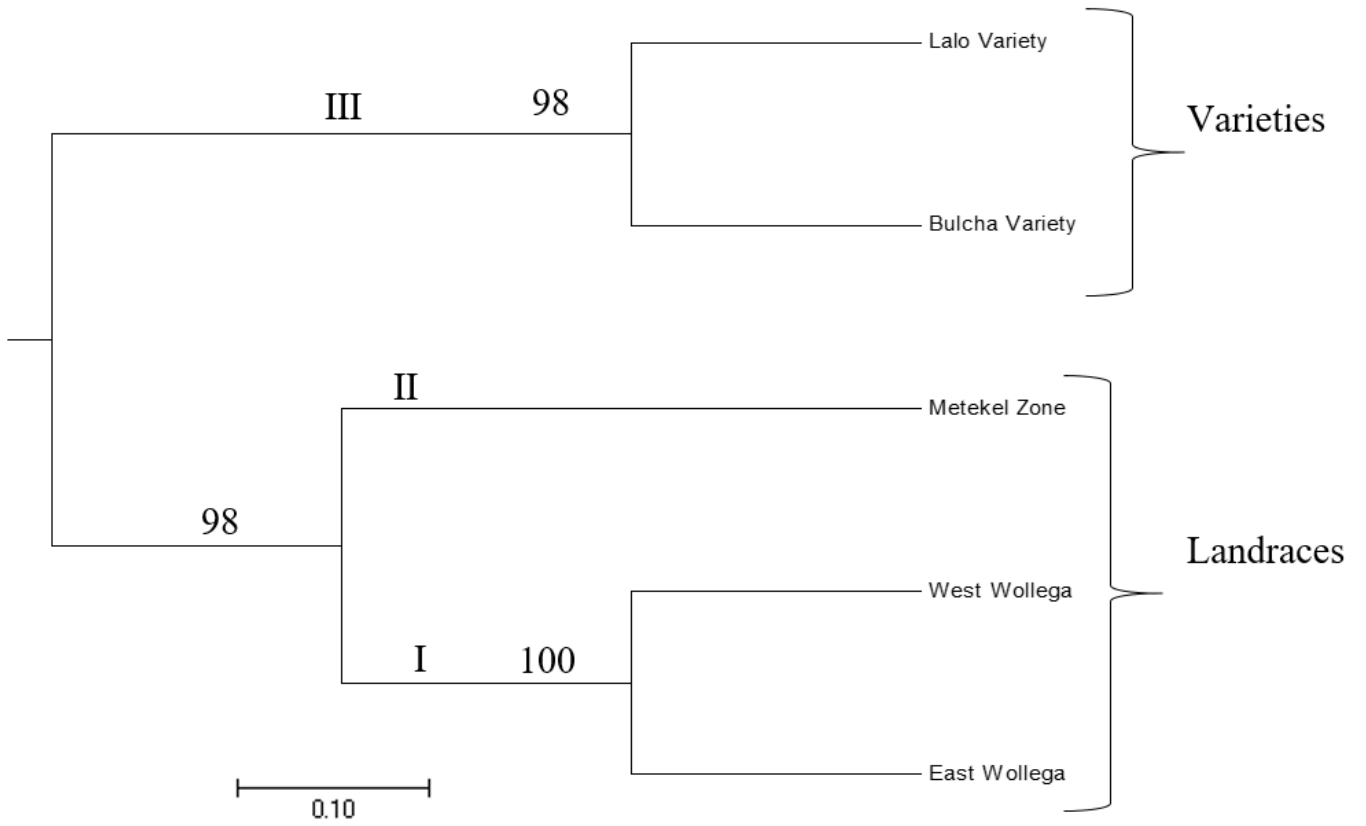 Lalo Variety
III
98
Varieties
Bulcha Variety
II
Metekel Zone
98
Landraces
West Wollega
I
100
East Wollega
0.10